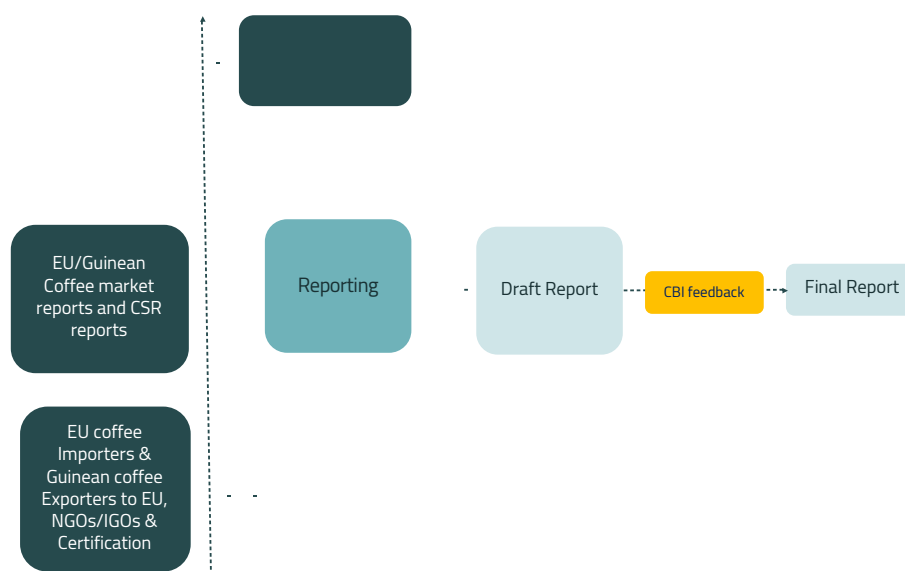 EU/Guinean
Coffee market
reports and CSR
reports
Reporting
Draft Report
CBI feedback
Final Report
EU coffee
Importers &
Guinean coffee
Exporters to EU,
NGOs/IGOs &
Certification